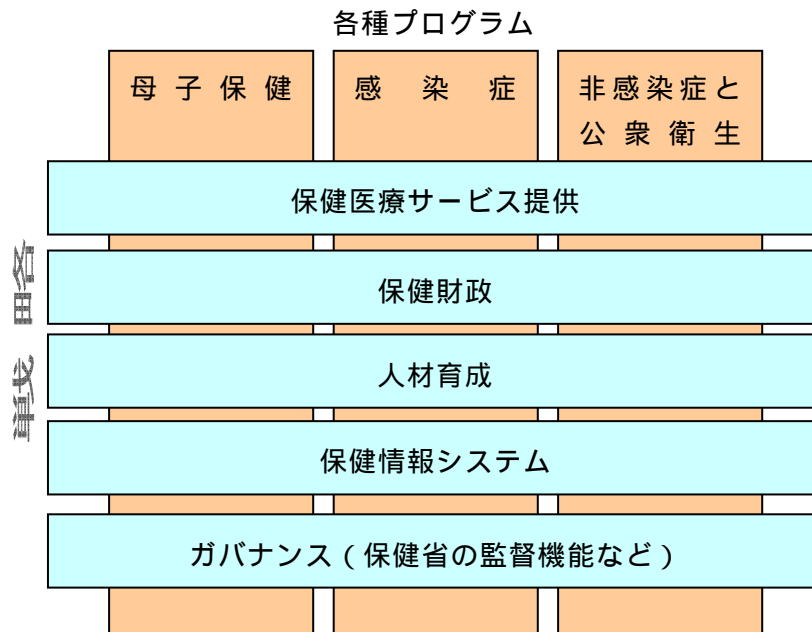 各種プログラム
母子保健
感染症
非感染症と
公衆衛生
保健医療サービス提供
保健財政
人材育成
保健情報システム
ガバナンス(保健省の監督機能など)